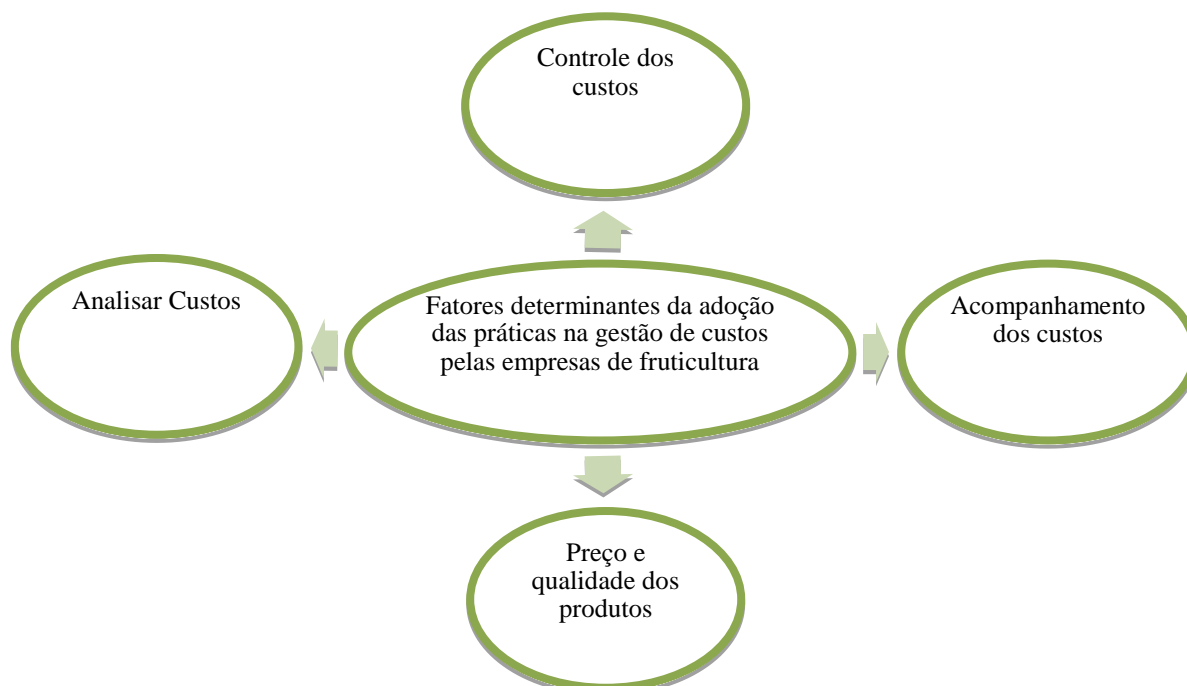 Controle dos
custos
Analisar Custos
Fatores determinantes da adoção
das práticas na gestão de custos
pelas empresas de fruticultura
Acompanhamento
dos custos
Preço e
qualidade dos
produtos